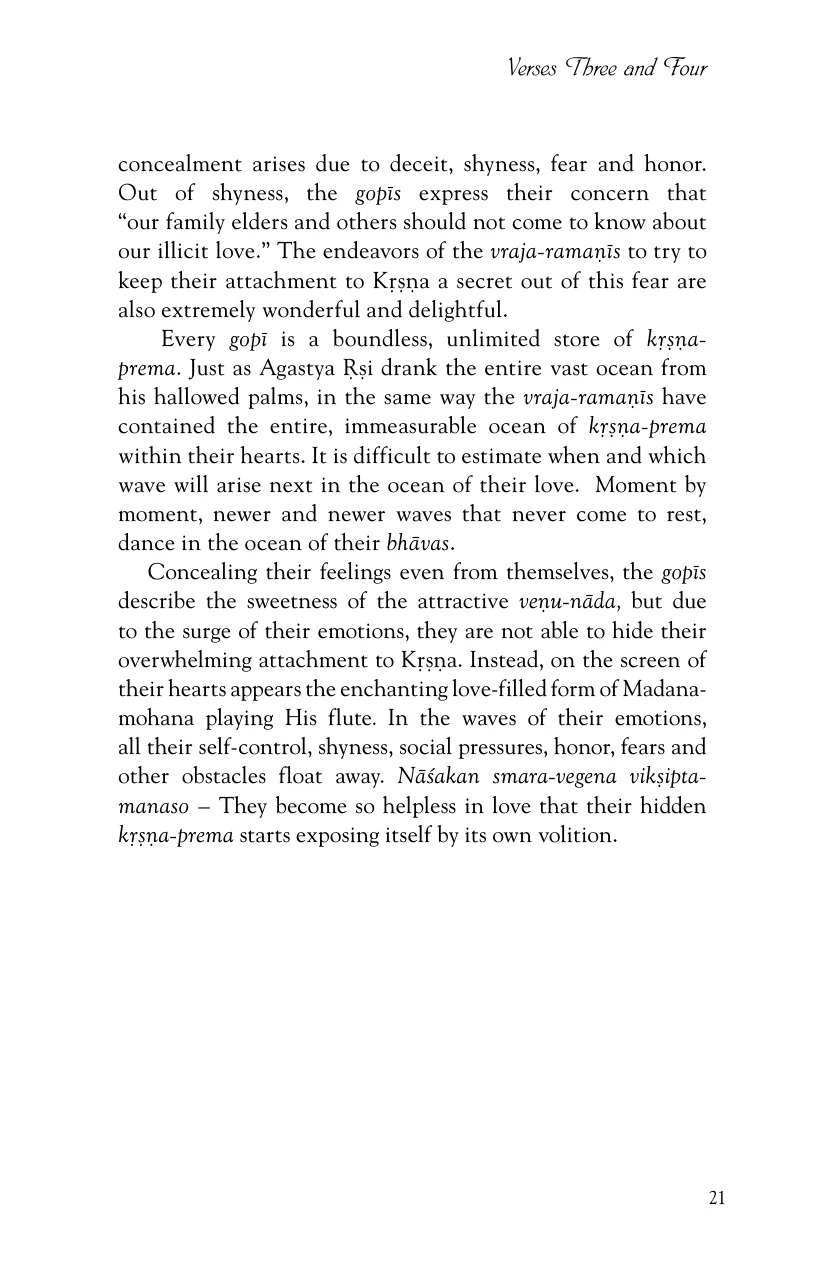 Verses Three and Four
concealment arises due to deceit, shyness, fear and honor.
Out of shyness, the gopīs express their concern that
“our family elders and others should not come to know about
our illicit love.” The endeavors of the vraja-ramaṇīs to try to
keep their attachment to Kṛṣṇa a secret out of this fear are
also extremely wonderful and delightful.
Every gopī is a boundless, unlimited store of kṛṣṇa-
prema. Just as Agastya Ṛṣi drank the entire vast ocean from
his hallowed palms, in the same way the vraja-ramaṇīs have
contained the entire, immeasurable ocean of kṛṣṇa-prema
within their hearts. It is difficult to estimate when and which
wave will arise next in the ocean of their love. Moment by
moment, newer and newer waves that never come to rest,
dance in the ocean of their bhāvas.
Concealing their feelings even from themselves, the gopīs
describe the sweetness of the attractive veṇu-nāda, but due
to the surge of their emotions, they are not able to hide their
overwhelming attachment to Kṛṣṇa. Instead, on the screen of
their hearts appears the enchanting love-filled form of Madana-
mohana playing His flute. In the waves of their emotions,
all their self-control, shyness, social pressures, honor, fears and
other obstacles float away. Nāśakan smara-vegena vikṣipta-
manaso – They become so helpless in love that their hidden
kṛṣṇa-prema starts exposing itself by its own volition.
21